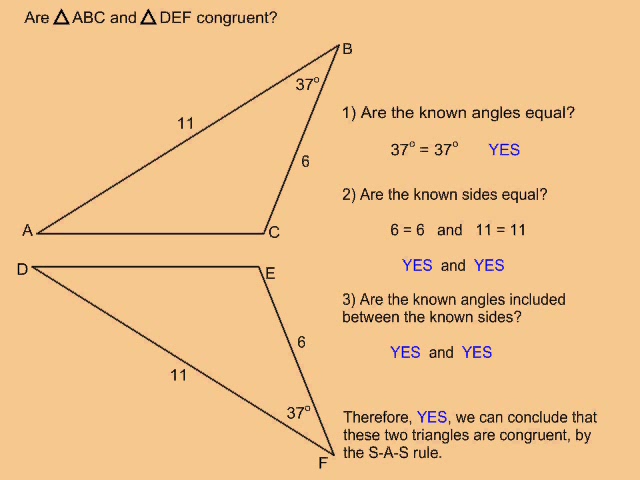 Are △ABC and △DEF congruent?
B
37°
11
1) Are the known angles equal?
37° = 37° YES
6
2) Are the known sides equal?
A
C
6 = 6 and 11 = 11
YES and YES
D
E
3) Are the known angles included
between the known sides?
6
YES and YES
11
37°
F
Therefore, YES, we can conclude that
these two triangles are congruent, by
the S-A-S rule.